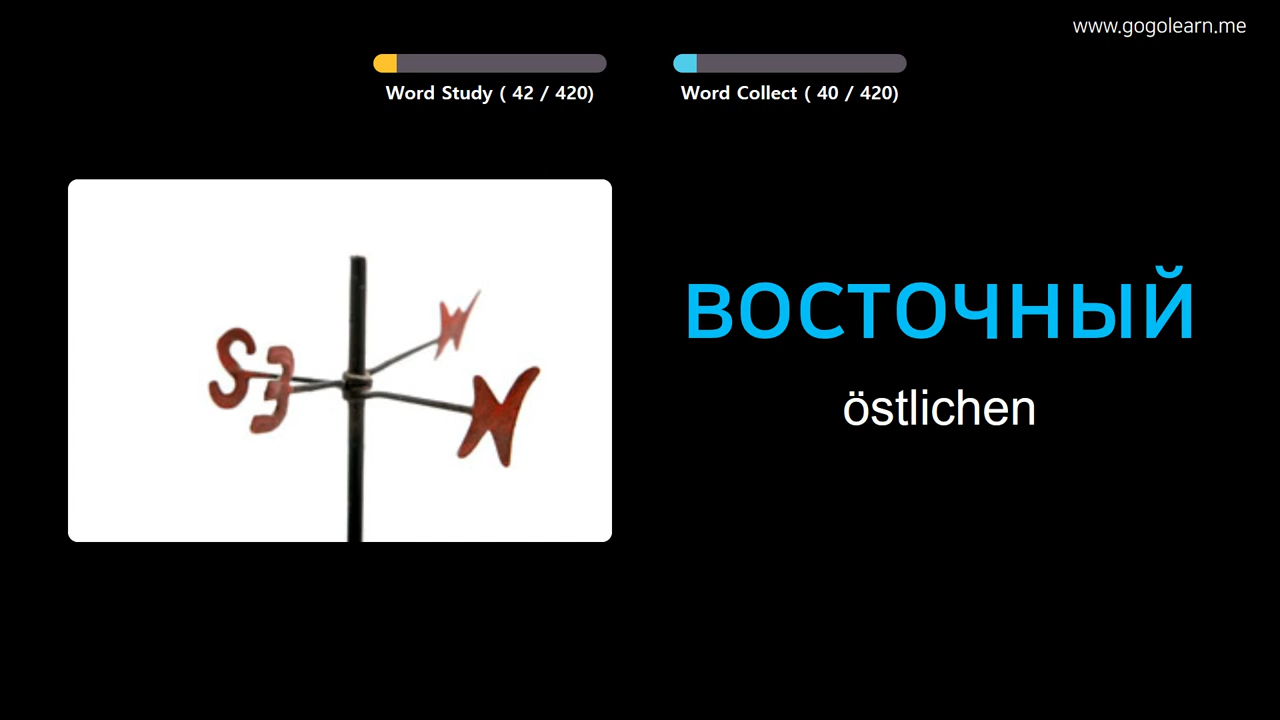 www.gogolearn.me
Word Study ( 42 / 420)
Word Collect ( 40 / 420)
восточный
östlichen
S
E
W
N